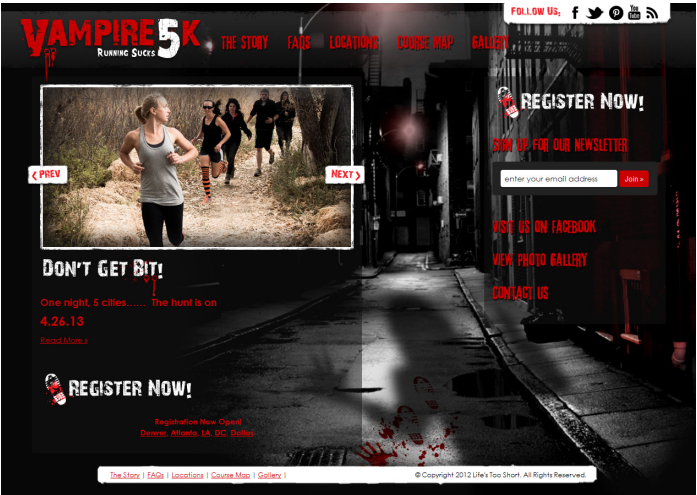 FOLLOW US:
You Tube
VAMPIRE 5K
RUNNING SUCKS
THE STORY FAQS LOCATIONS COURSE MAP GALLERY
REGISTER NOW!
SIGN UP FOR OUR NEWSLETTER
< PREV NEXT >
enter your email address Join »
VISIT US ON FACEBOOK
VIEW PHOTO GALLERY
DON'T GET BIT!
CONTACT US
One night, 5 cities...... The hunt is on
4.26.13
Read More »
REGISTER NOW!
Registration Now Open!
Denver, Atlanta, LA, DC, Dallas
The Story | FAQs | Locations | Course Map | Gallery | © Copyright 2012 Life's Too Short. All Rights Reserved.